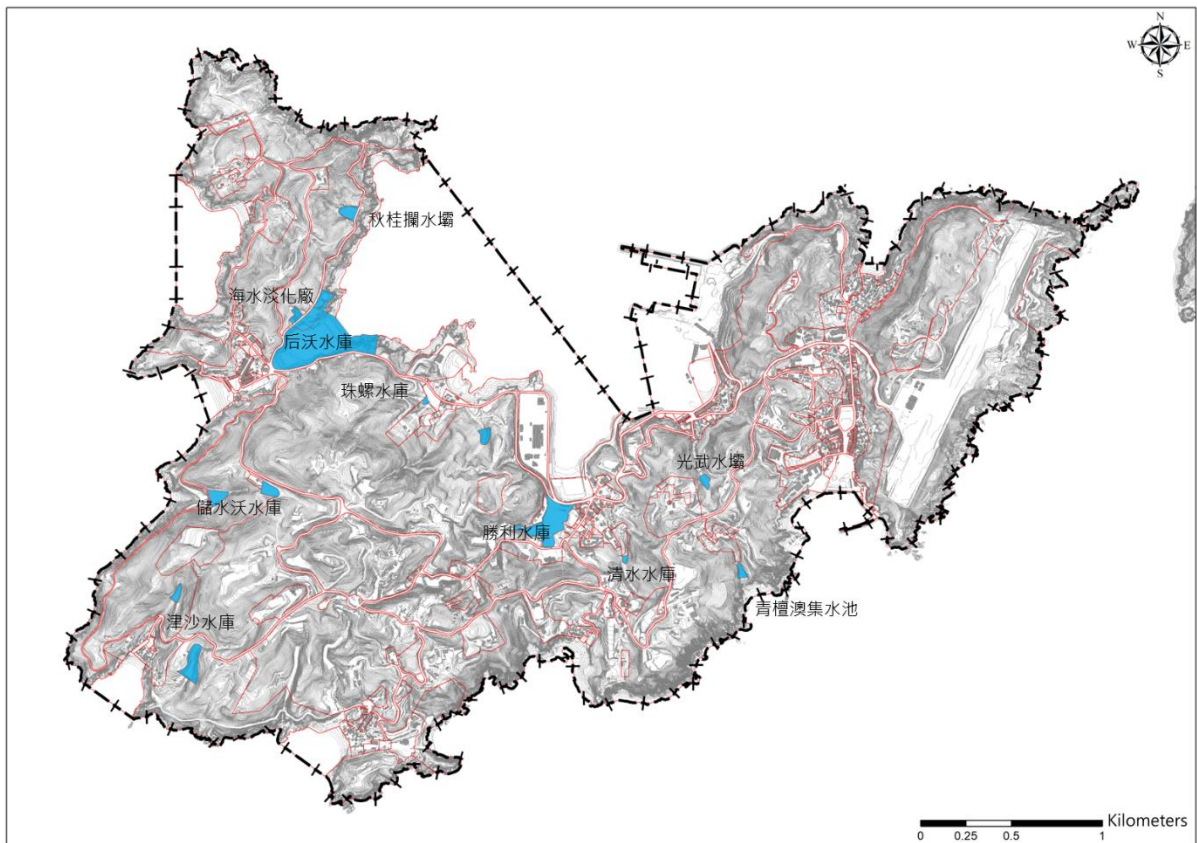 N
W
E
S
秋桂攔水壩
海水淡化廠
后沃水庫
珠螺水庫
光武水壩
儲水沃水庫
勝利水庫
清水水庫
青檀澳集水池
津沙水庫
Kilometers
0 0.25 0.5 1